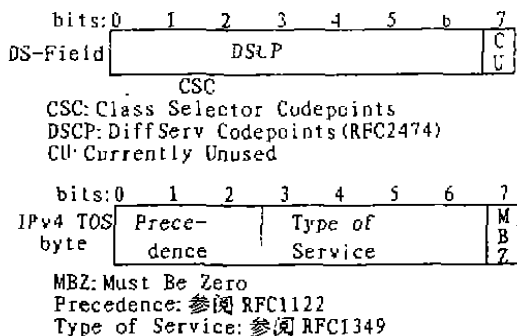 bits: 0 1 2 3 4 5 6 7
DS-Field DSCP CU
CSC
CSC: Class Selector Codepoints
DSCP: DiffServ Codepoints (RFC2474)
CU: Currently Unused
bits: 0 1 2 3 4 5 6 7
IPv4 TOS Prece- Type of MBZ
byte dence Service
MBZ: Must Be Zero
Precedence: 参阅 RFC1122
Type of Service: 参阅 RFC1349